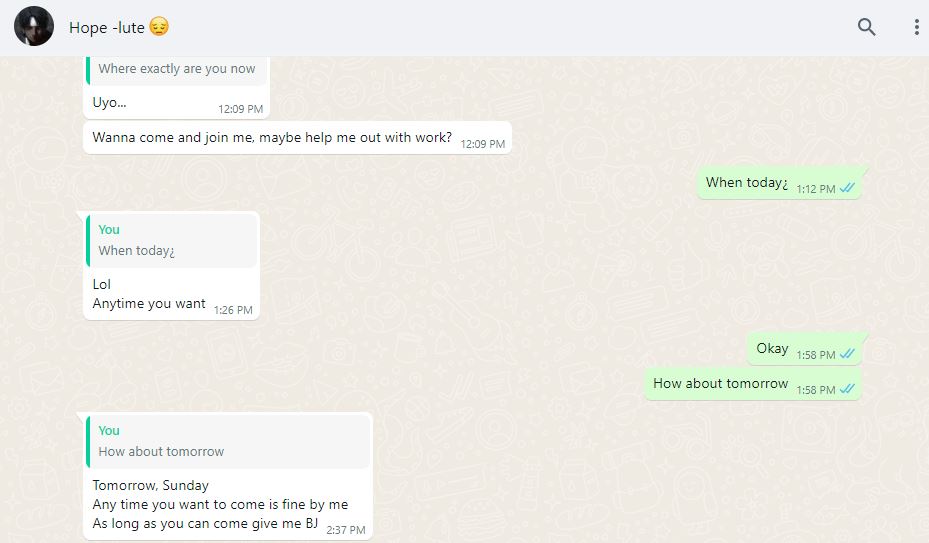 Hope -lute 😔
Where exactly are you now
Uyo...
12:09 PM
Wanna come and join me, maybe help me out with work?
12:09 PM
When today¿
1:12 PM
You
When today¿
Lol
Anytime you want
1:26 PM
Okay
1:58 PM
How about tomorrow
1:58 PM
You
How about tomorrow
Tomorrow, Sunday
Any time you want to come is fine by me
As long as you can come give me BJ
2:37 PM